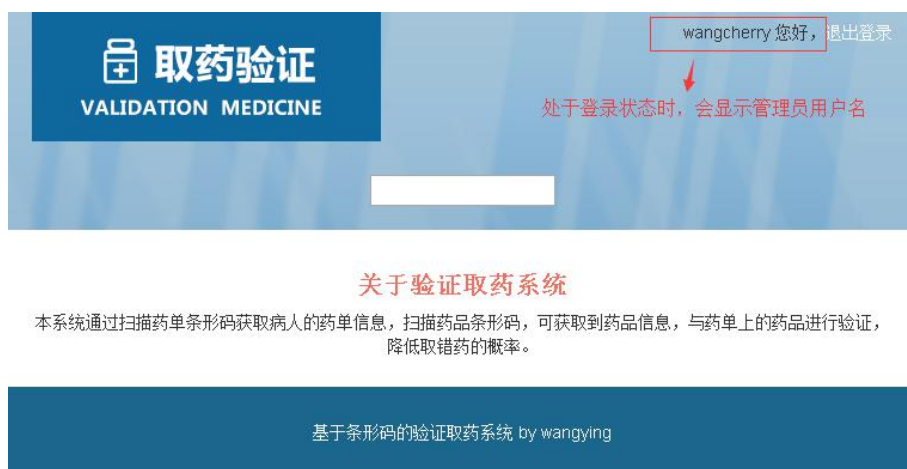 wangcherry 您好，退出登录
取药验证
VALIDATION MEDICINE
处于登录状态时，会显示管理员用户名
关于验证取药系统
本系统通过扫描药单条形码获取病人的药单信息，扫描药品条形码，可获取到药品信息，与药单上的药品进行验证，
降低取错药的概率。
基于条形码的验证取药系统 by wangying